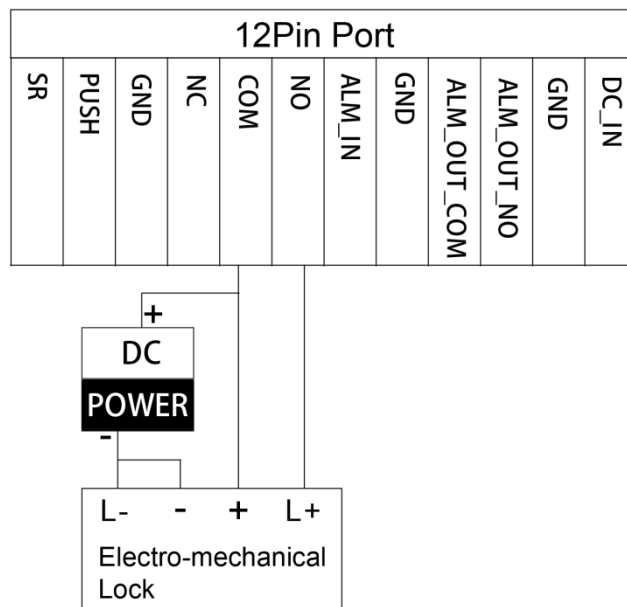 12Pin Port
SR
PUSH
GND
NC
COM
NO
ALM_IN
GND
ALM_OUT_COM
ALM_OUT_NO
GND
DC_IN
+
DC
POWER
-
L- - + L+
Electro-mechanical
Lock